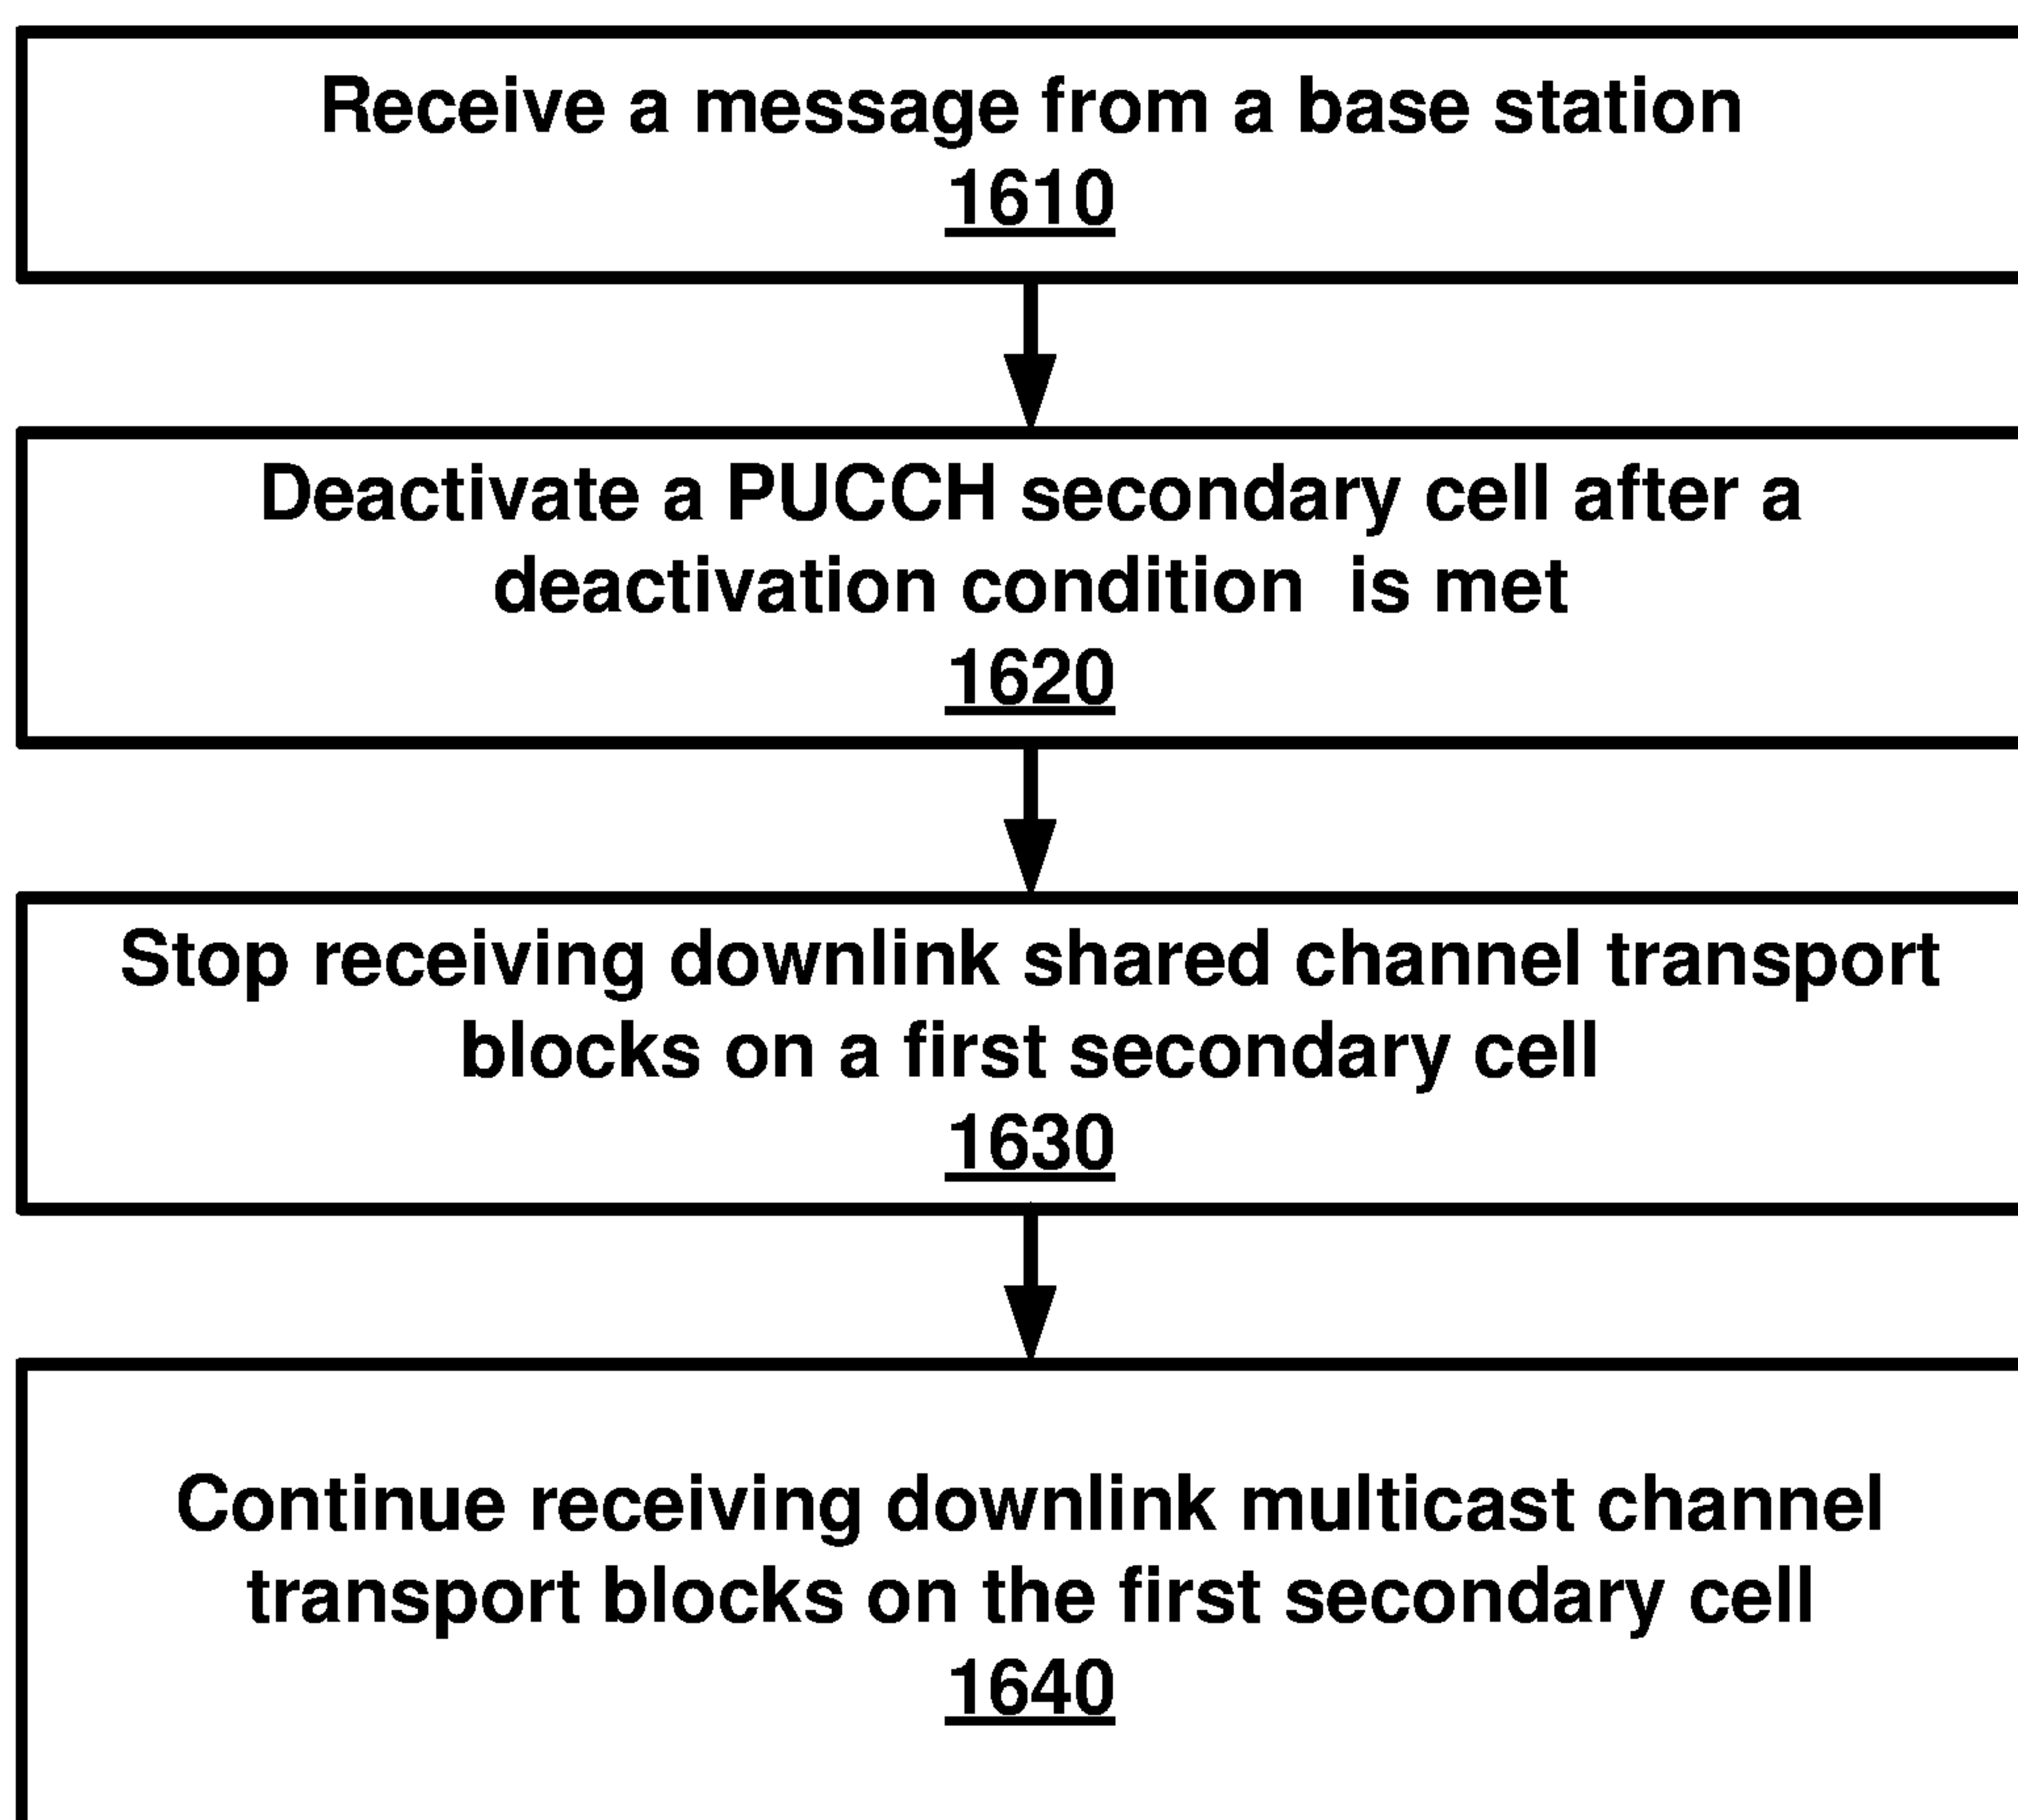 Receive a message from a base station
1610
Deactivate a PUCCH secondary cell after a
deactivation condition is met
1620
Stop receiving downlink shared channel transport
blocks on a first secondary cell
1630
Continue receiving downlink multicast channel
transport blocks on the first secondary cell
1640